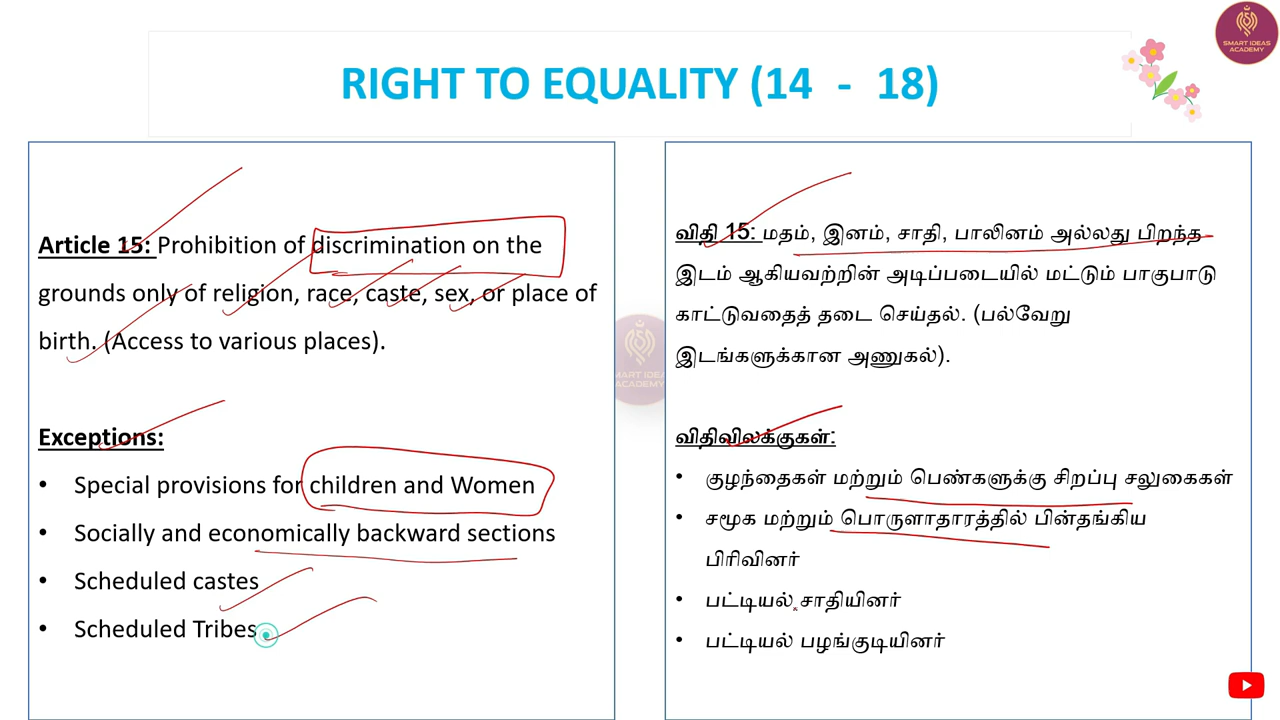 SMART IDEAS
ACADEMY
RIGHT TO EQUALITY (14 - 18)
Article 15: Prohibition of discrimination on the
grounds only of religion, race, caste, sex, or place of
birth. (Access to various places).
Exceptions:
• Special provisions for children and Women
• Socially and economically backward sections
• Scheduled castes
• Scheduled Tribes
விதி 15: மதம், இனம், சாதி, பாலினம் அல்லது பிறந்த
இடம் ஆகியவற்றின் அடிப்படையில் மட்டும் பாகுபாடு
காட்டுவதைத் தடை செய்தல். (பல்வேறு
இடங்களுக்கான அணுகல்).
விதிவிலக்குகள்:
• குழந்தைகள் மற்றும் பெண்களுக்கு சிறப்பு சலுகைகள்
• சமூக மற்றும் பொருளாதாரத்தில் பின்தங்கிய
பிரிவினர்
• பட்டியல் சாதியினர்
• பட்டியல் பழங்குடியினர்
SMART IDEAS
ACADEMY